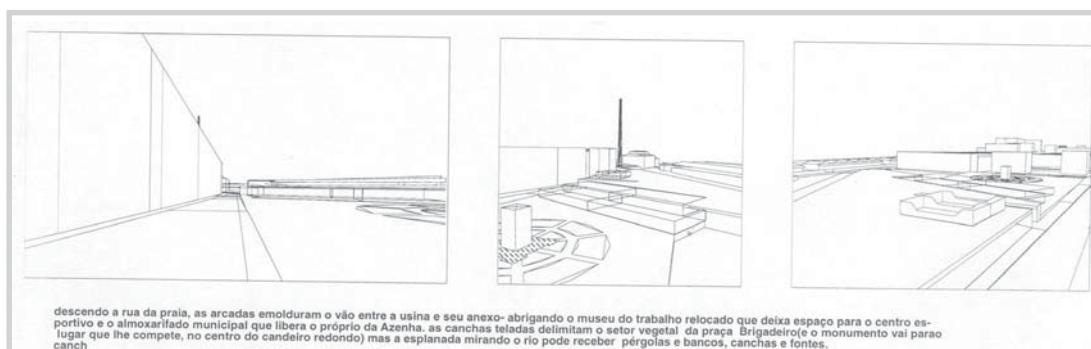 descendo a rua da praia, as arcadas emolduram o vão entre a usina e seu anexo- abrigando o museu do trabalho relocado que deixa espaço para o centro es-
portivo e o almoxarifado municipal que libera o próprio da Azenha. as canchas teladas delimitam o setor vegetal da praça Brigadeiro(e o monumento vai parao
lugar que lhe compete, no centro do candeiro redondo) mas a esplanada mirando o rio pode receber pérgolas e bancos, canchas e fontes.
canch